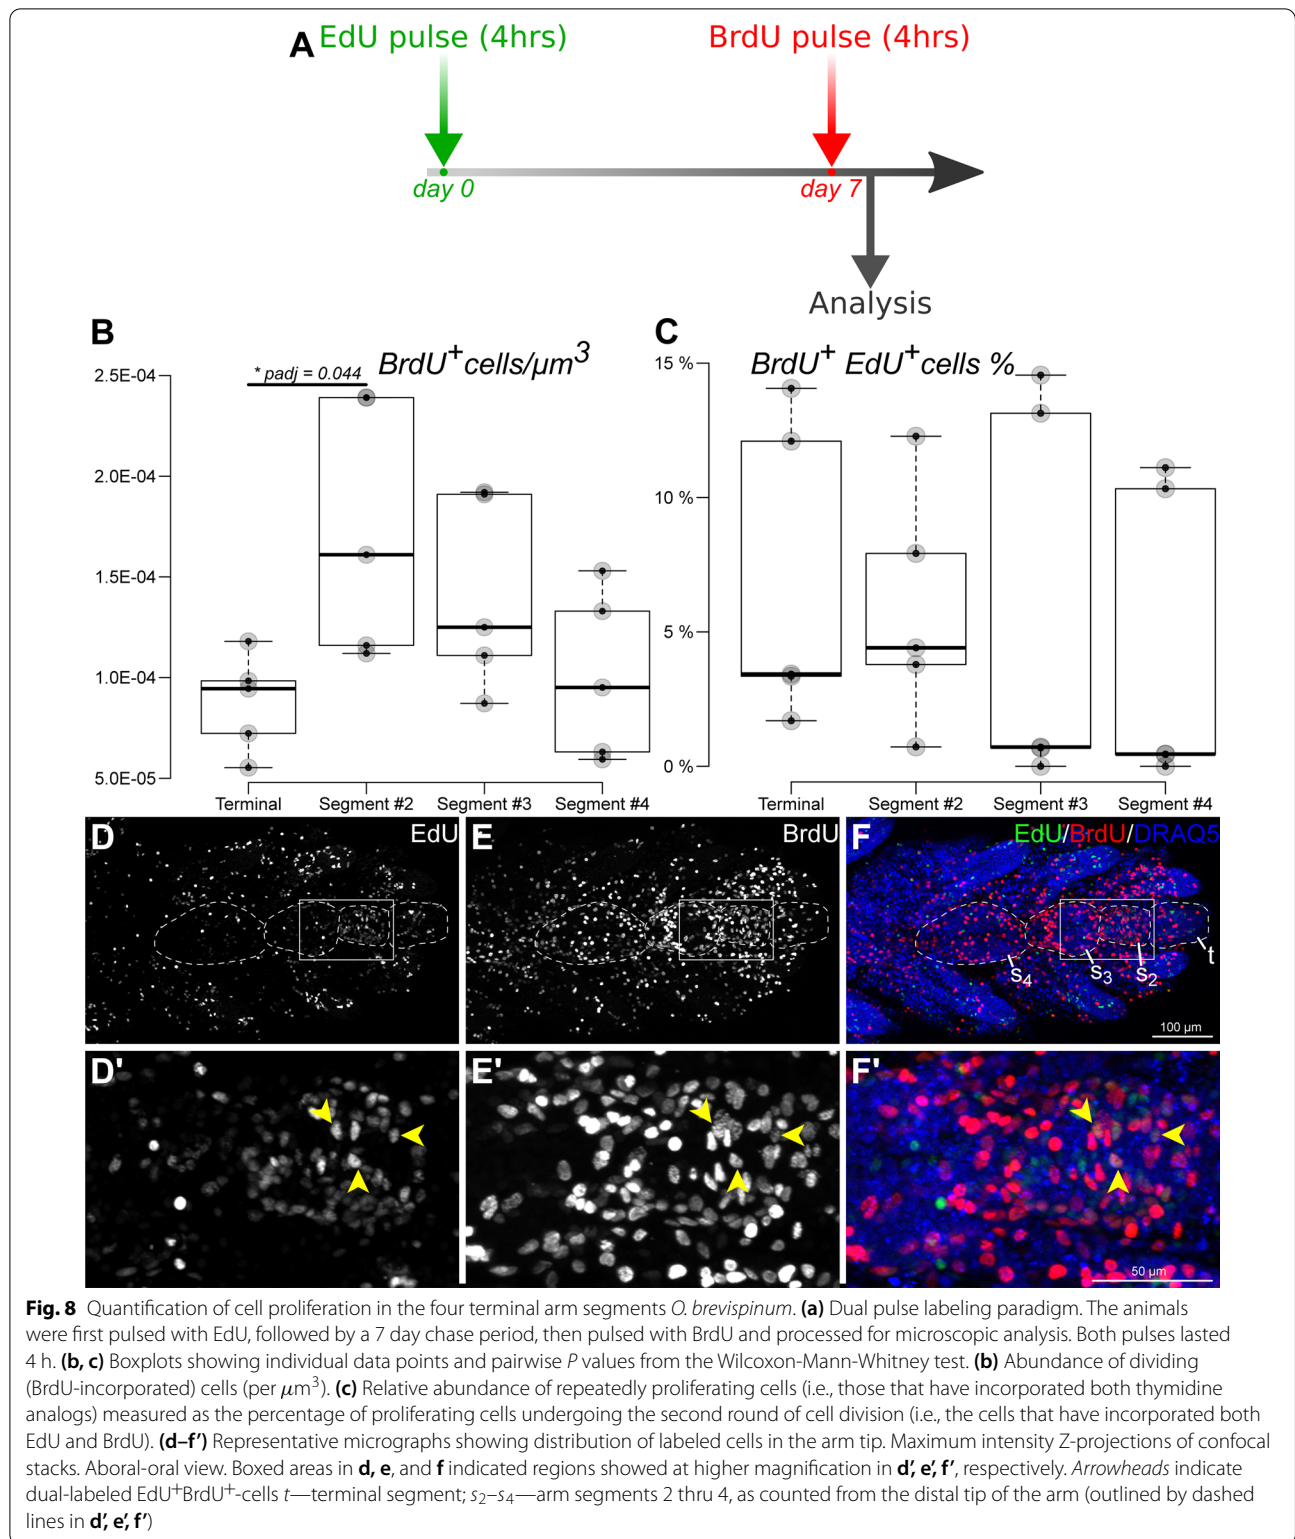 A
EdU pulse (4hrs)
BrdU pulse (4hrs)
day 0
day 7
Analysis
B
BrdU⁺cells/µm³
* padj = 0.044
2.5E-04
2.0E-04
1.5E-04
1.0E-04
5.0E-05
Terminal
Segment #2
Segment #3
Segment #4
C
BrdU⁺ EdU⁺cells %
15 %
10 %
5 %
0 %
Terminal
Segment #2
Segment #3
Segment #4
D
EdU
E
BrdU
F
EdU/BrdU/DRAQ5
s₄
s₃
s₂
t
100 µm
D'
E'
F'
50 µm
Fig. 8 Quantification of cell proliferation in the four terminal arm segments O. brevispinum. (a) Dual pulse labeling paradigm. The animals
were first pulsed with EdU, followed by a 7 day chase period, then pulsed with BrdU and processed for microscopic analysis. Both pulses lasted
4 h. (b, c) Boxplots showing individual data points and pairwise P values from the Wilcoxon-Mann-Whitney test. (b) Abundance of dividing
(BrdU-incorporated) cells (per µm³). (c) Relative abundance of repeatedly proliferating cells (i.e., those that have incorporated both thymidine
analogs) measured as the percentage of proliferating cells undergoing the second round of cell division (i.e., the cells that have incorporated both
EdU and BrdU). (d–f′) Representative micrographs showing distribution of labeled cells in the arm tip. Maximum intensity Z-projections of confocal
stacks. Aboral-oral view. Boxed areas in d, e, and f indicated regions showed at higher magnification in d′, e′, f′, respectively. Arrowheads indicate
dual-labeled EdU⁺BrdU⁺-cells t—terminal segment; s₂–s₄—arm segments 2 thru 4, as counted from the distal tip of the arm (outlined by dashed
lines in d′, e′, f′)